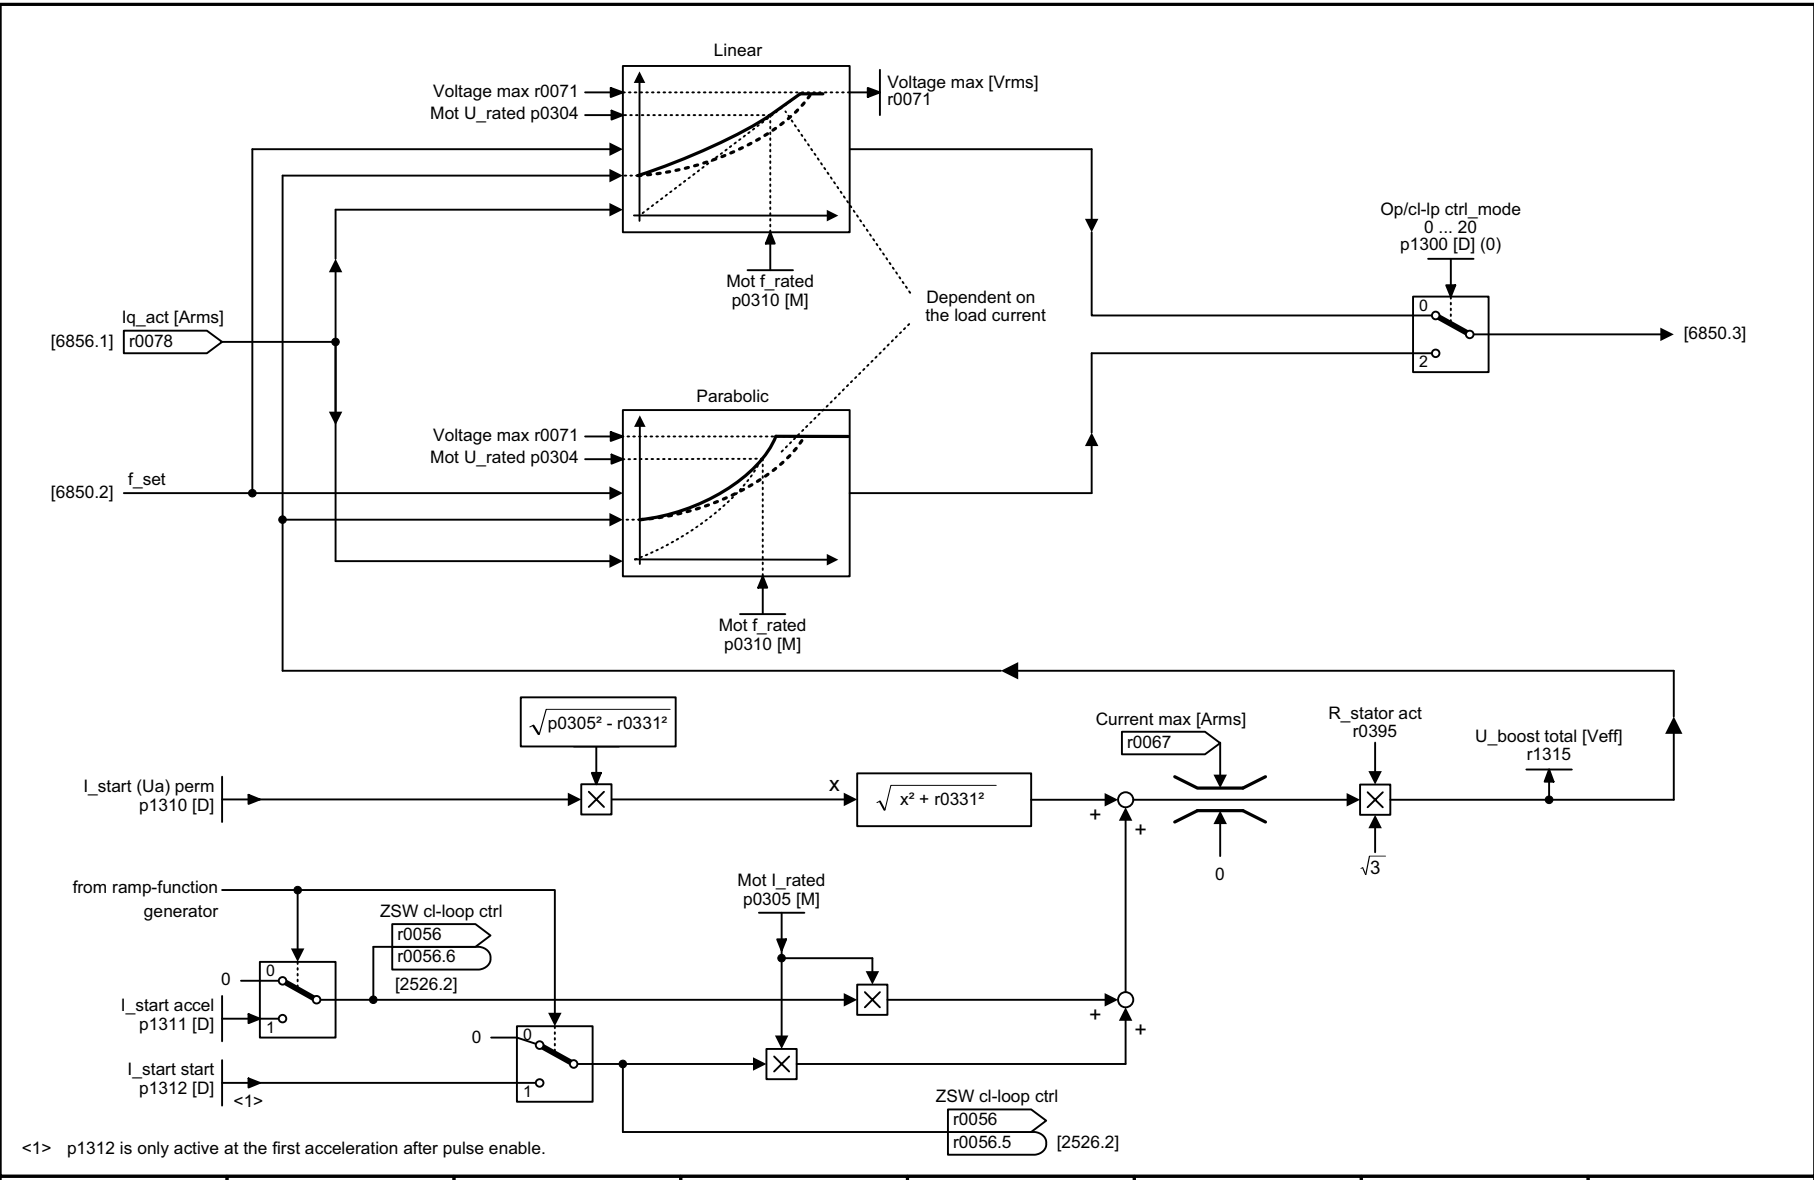 Linear
Voltage max r0071
Mot U_rated p0304
Voltage max [Vrms]
r0071
Mot f_rated
p0310 [M]
Op/cl-lp ctrl_mode
0 ... 20
p1300 [D] (0)
0
2
[6850.3]
Dependent on
the load current
Iq_act [Arms]
[6856.1]
r0078
Parabolic
Voltage max r0071
Mot U_rated p0304
f_set
[6850.2]
Mot f_rated
p0310 [M]
√p0305² - r0331²
I_start (Ua) perm
p1310 [D]
x
√x² + r0331²
+
+
Current max [Arms]
r0067
0
R_stator act
r0395
√3
U_boost total [Veff]
r1315
from ramp-function
generator
ZSW cl-loop ctrl
r0056
r0056.6
[2526.2]
Mot I_rated
p0305 [M]
0
0
I_start accel
p1311 [D]
1
+
+
0
0
I_start start
p1312 [D]
1
<1>
ZSW cl-loop ctrl
r0056
r0056.5
[2526.2]
<1> p1312 is only active at the first acceleration after pulse enable.